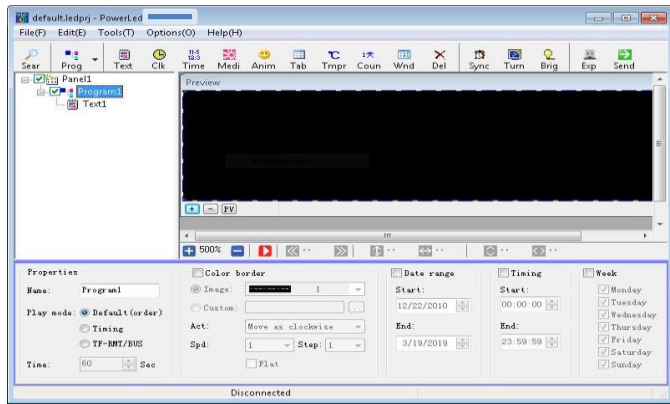 default.ledprj - PowerLed
File(F) Edit(E) Tools(T) Options(O) Help(H)
Sear Prog Text Clk Time Medi Anim Tab Tmpr Coun Wnd Del Sync Turn Brig Exp Send
Panel1
Program1
Text1
Preview
PV
500%
Properties
Name: Program1
Play mode: Default(order)
Timing
TF-RMT/BUS
Time: 60 Sec
Color border
Image: 1
Custom:
Act: Move as clockwise
Spd: 1 Step: 1
Flat
Date range
Start:
12/22/2010
End:
3/19/2019
Timing
Start:
00:00:00
End:
23:59:59
Week
Monday
Tuesday
Wednesday
Thursday
Friday
Saturday
Sunday
Disconnected